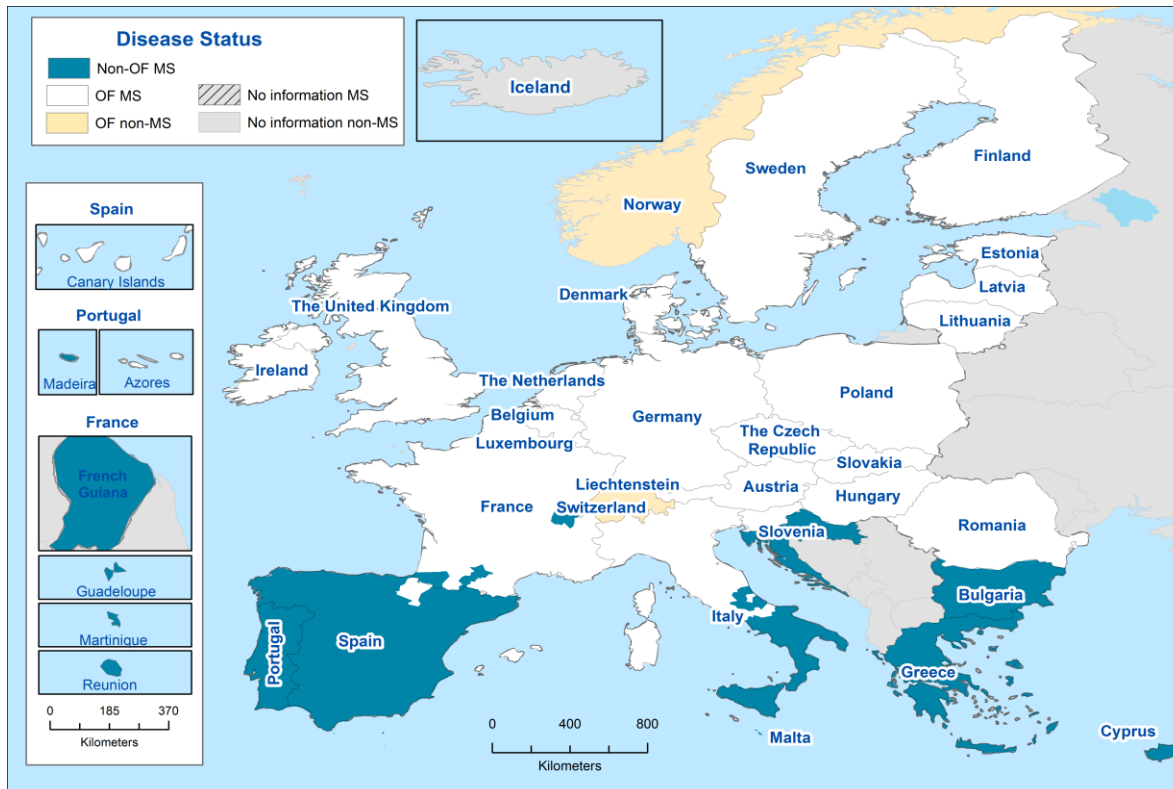 Disease Status
Non-OF MS
OF MS
OF non-MS
No information MS
No information non-MS
Iceland
Spain
Canary Islands
Portugal
Madeira
Azores
France
French
Guiana
Guadeloupe
Martinique
Reunion
0 185 370
Kilometers
Finland
Sweden
Norway
Estonia
Latvia
Lithuania
Denmark
The United Kingdom
Ireland
The Netherlands
Poland
Belgium
Germany
Luxembourg
The Czech
Republic
Slovakia
Liechtenstein
Austria
Hungary
France
Switzerland
Romania
Slovenia
Bulgaria
Italy
Portugal
Spain
Greece
Malta
Cyprus
0 400 800
Kilometers